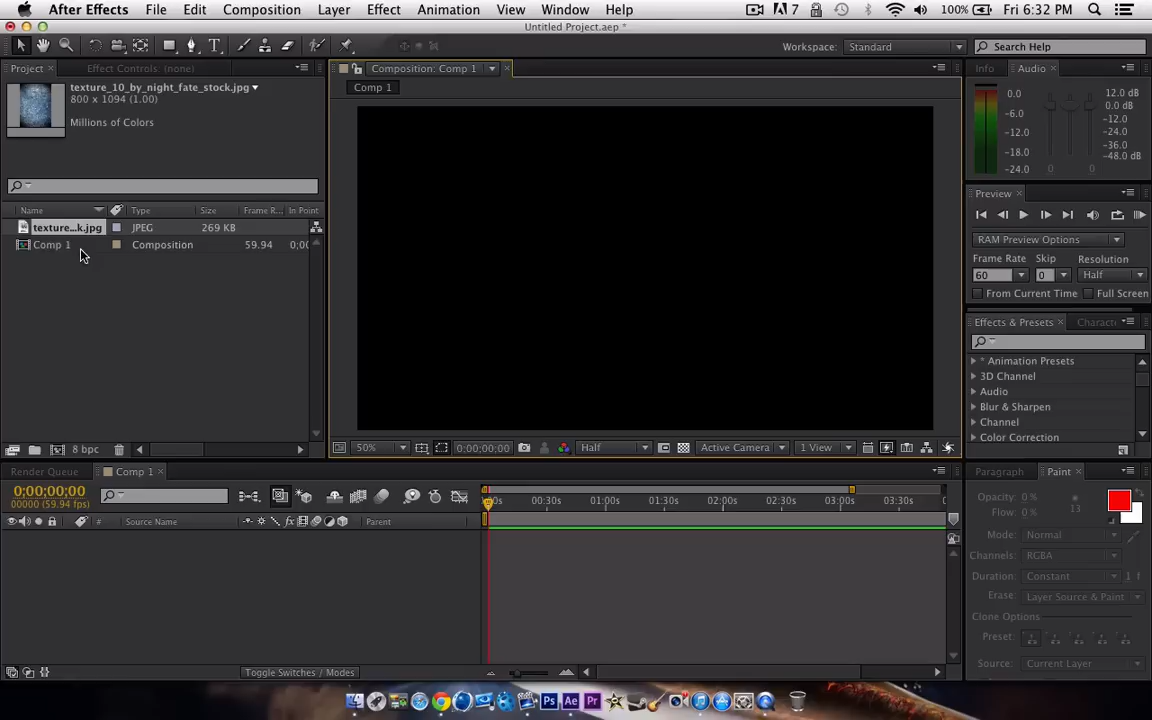 After Effects File Edit Composition Layer Effect Animation View Window Help 7 100% Fri 6:32 PM
Untitled Project.aep *
Workspace: Standard Search Help
Project Effect Controls: (none) Composition: Comp 1 Info Audio
Comp 1
texture_10_by_night_fate_stock.jpg
800 x 1094 (1.00)
Millions of Colors
0.0
-6.0
-12.0
-18.0
-24.0
12.0 dB
0.0 dB
-12.0
-24.0
-36.0
-48.0 dB
0 0
Name Type Size Frame R... In Point
texture...k.jpg JPEG 269 KB
Comp 1 Composition 59.94 0;00
Preview
RAM Preview Options
Frame Rate Skip Resolution
60 0 Half
From Current Time Full Screen
Effects & Presets Characte
* Animation Presets
3D Channel
Audio
Blur & Sharpen
Channel
Color Correction
8 bpc 50% 0;00;00;00 Half Active Camera 1 View
Render Queue Comp 1
0;00;00;00
00000 (59.94 fps)
00s 00:30s 01:00s 01:30s 02:00s 02:30s 03:00s 03:30s
# Source Name fx Parent
Toggle Switches / Modes
Paragraph Paint
Opacity: 0 %
Flow: 0 %
13
Mode: Normal
Channels: RGBA
Duration: Constant 1 f
Erase: Layer Source & Paint
Clone Options
Preset:
Source: Current Layer
Ps Ae Pr